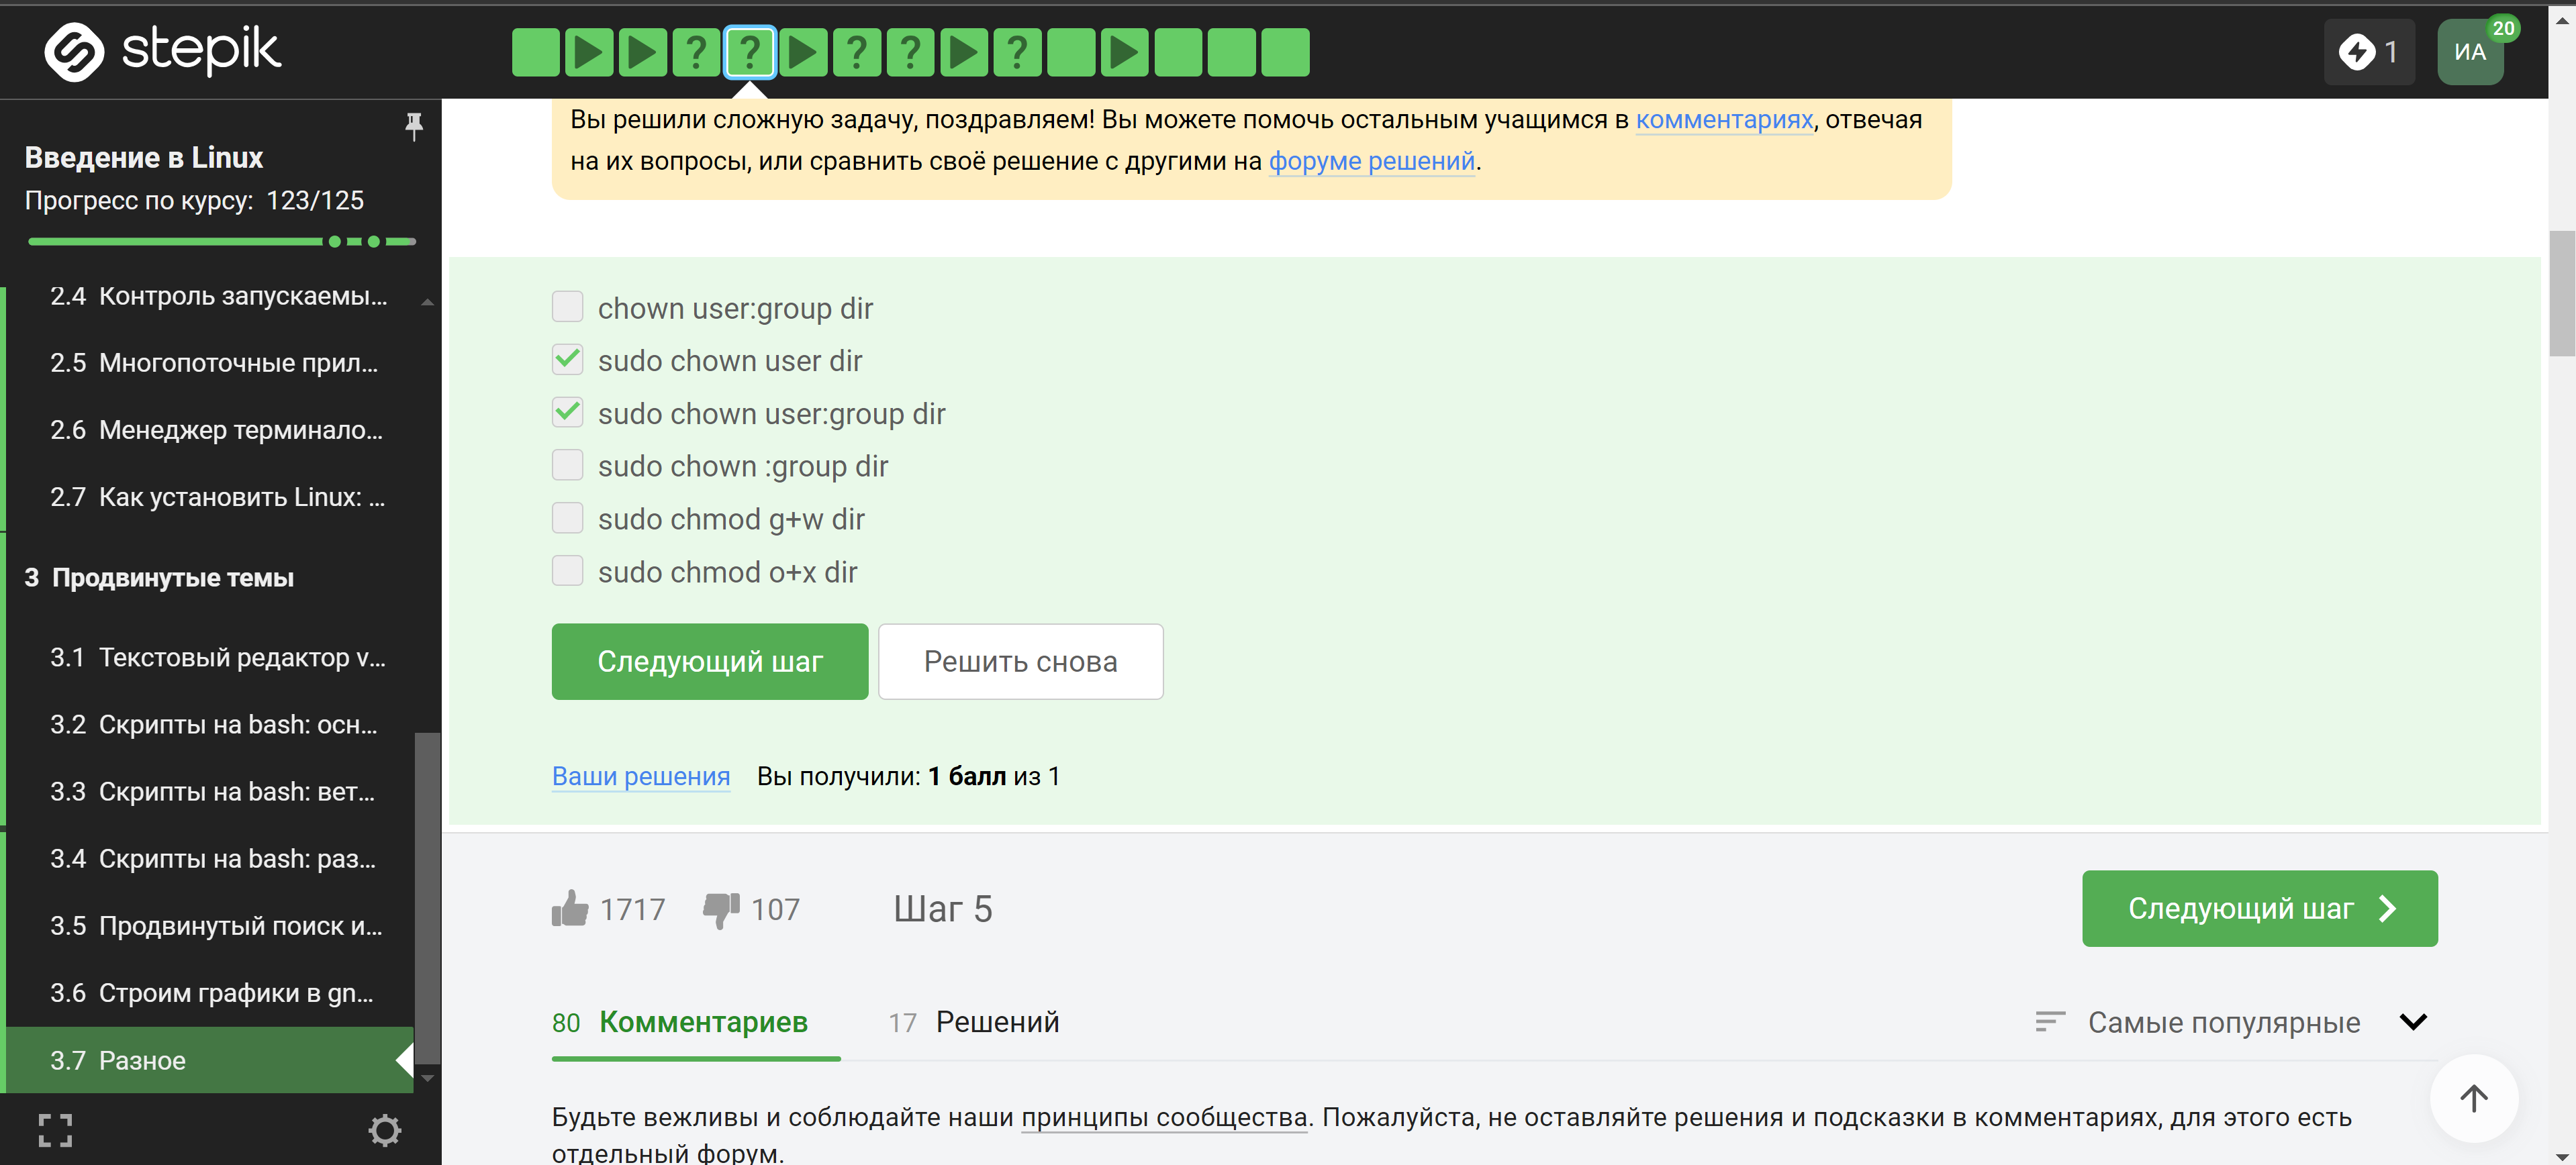 stepik
? ? ? ? ?
1
ИА
20
Введение в Linux
Прогресс по курсу: 123/125
2.4 Контроль запускаемы...
2.5 Многопоточные прил...
2.6 Менеджер терминало...
2.7 Как установить Linux: ...
3 Продвинутые темы
3.1 Текстовый редактор v...
3.2 Скрипты на bash: осн...
3.3 Скрипты на bash: вет...
3.4 Скрипты на bash: раз...
3.5 Продвинутый поиск и...
3.6 Строим графики в gn...
3.7 Разное
Вы решили сложную задачу, поздравляем! Вы можете помочь остальным учащимся в комментариях, отвечая
на их вопросы, или сравнить своё решение с другими на форуме решений.
chown user:group dir
sudo chown user dir
sudo chown user:group dir
sudo chown :group dir
sudo chmod g+w dir
sudo chmod o+x dir
Следующий шаг Решить снова
Ваши решения Вы получили: 1 балл из 1
1717 107 Шаг 5 Следующий шаг
80 Комментариев 17 Решений Самые популярные
Будьте вежливы и соблюдайте наши принципы сообщества. Пожалуйста, не оставляйте решения и подсказки в комментариях, для этого есть
отдельный форум.